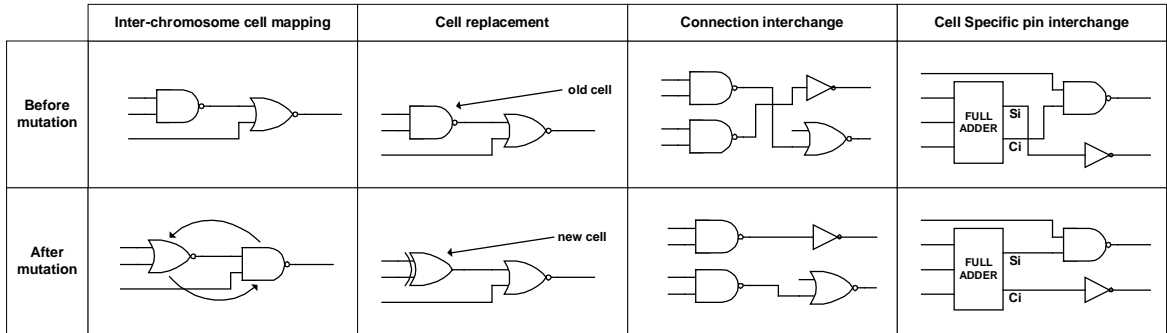 Inter-chromosome cell mapping
Cell replacement
Connection interchange
Cell Specific pin interchange
Before
mutation
old cell
FULL
ADDER
Si
Ci
After
mutation
new cell
FULL
ADDER
Si
Ci